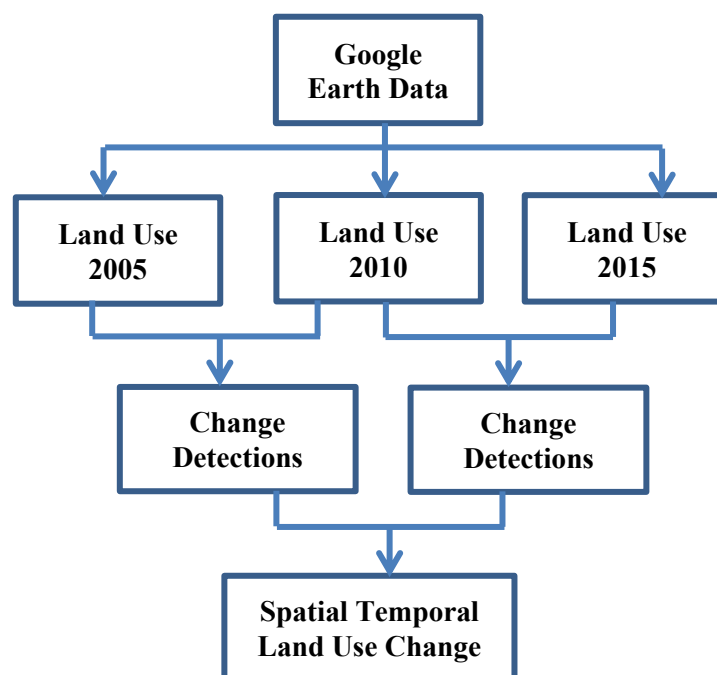 Google
Earth Data
Land Use
2005
Land Use
2010
Land Use
2015
Change
Detections
Change
Detections
Spatial Temporal
Land Use Change